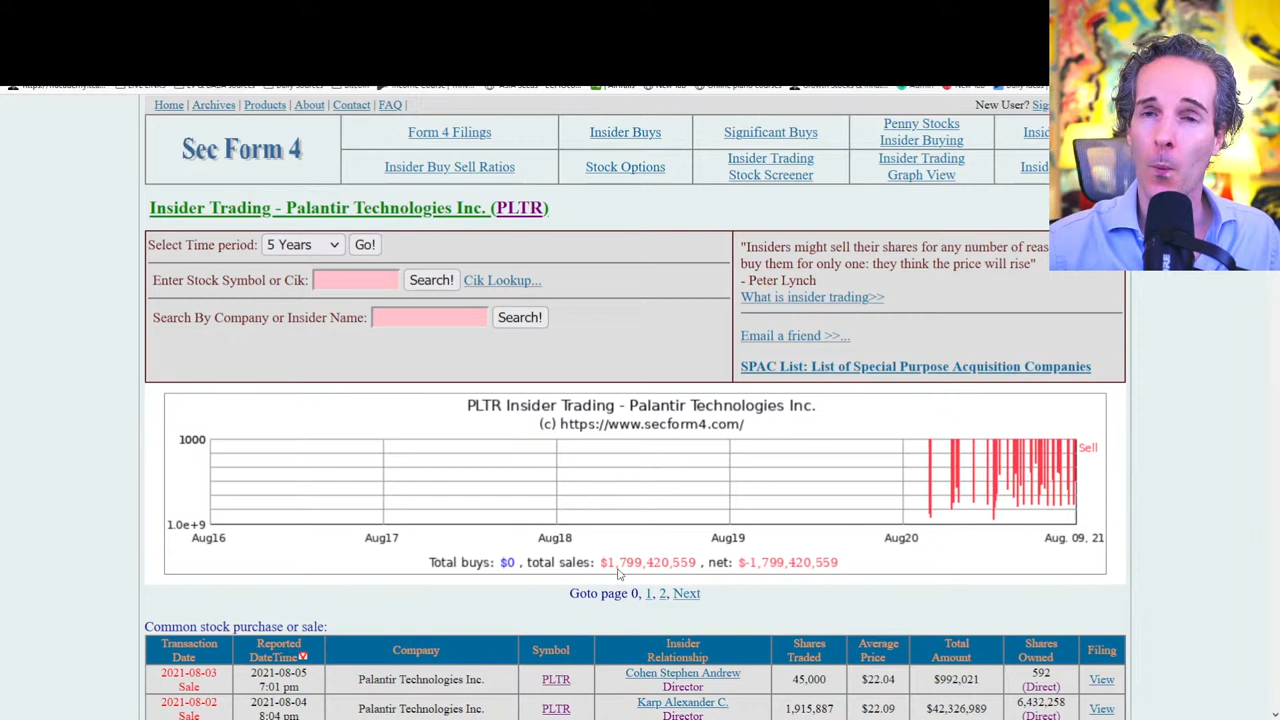 Home | Archives | Products | About | Contact | FAQ |
New User?
Sec Form 4
Form 4 Filings
Insider Buys
Significant Buys
Penny Stocks
Insider Buying
Insider Buy Sell Ratios
Stock Options
Insider Trading
Stock Screener
Insider Trading
Graph View
Insider Trading - Palantir Technologies Inc. (PLTR)
Select Time period: 5 Years Go!
Enter Stock Symbol or Cik: Search! Cik Lookup...
Search By Company or Insider Name: Search!
"Insiders might sell their shares for any number of
buy them for only one: they think the price will rise"
- Peter Lynch
What is insider trading>>
Email a friend >>...
SPAC List: List of Special Purpose Acquisition Companies
PLTR Insider Trading - Palantir Technologies Inc.
(c) https://www.secform4.com/
1000
Sell
1.0e+9
Aug16 Aug17 Aug18 Aug19 Aug20 Aug. 09, 21
Total buys: $0 , total sales: $1,799,420,559 , net: $-1,799,420,559
Goto page 0, 1, 2, Next
Common stock purchase or sale:
Transaction Date Reported DateTime Company Symbol Insider Relationship Shares Traded Average Price Total Amount Shares Owned Filing
2021-08-03 Sale 2021-08-05 7:01 pm Palantir Technologies Inc. PLTR Cohen Stephen Andrew Director 45,000 $22.04 $992,021 592 (Direct) View
2021-08-02 Sale 2021-08-04 8:04 pm Palantir Technologies Inc. PLTR Karp Alexander C. Director 1,915,887 $22.09 $42,326,989 6,432,258 (Direct) View